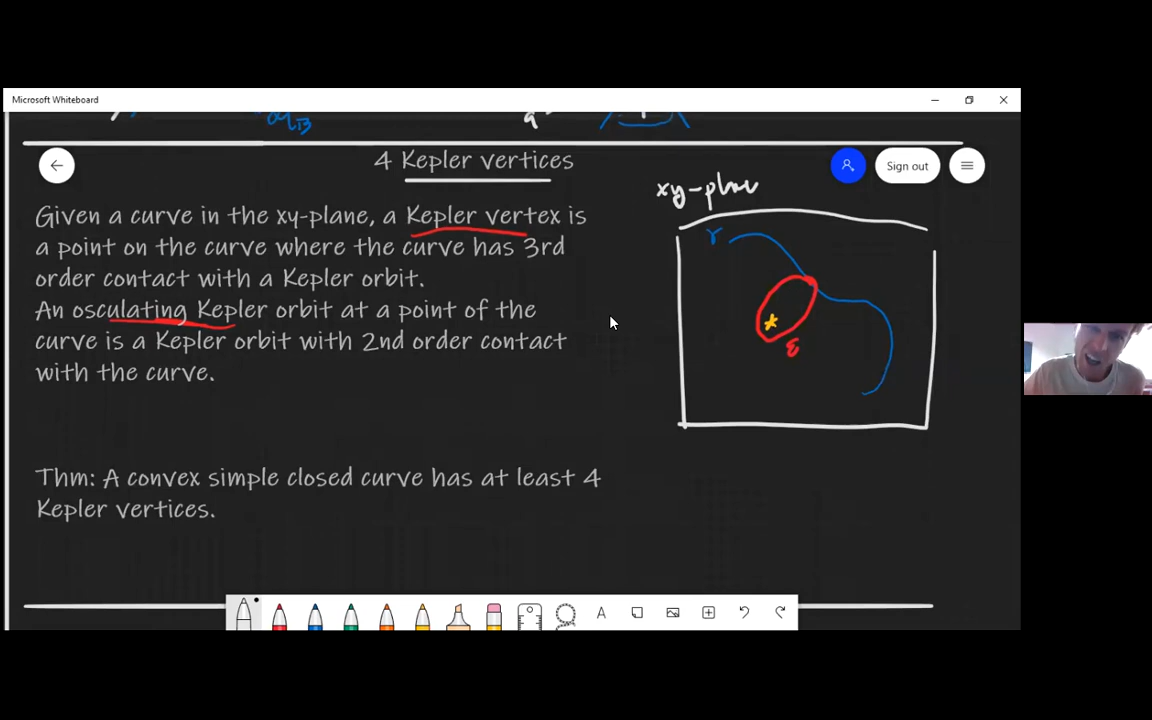 Microsoft Whiteboard
4 Kepler vertices
Sign out
Given a curve in the xy-plane, a Kepler vertex is
a point on the curve where the curve has 3rd
order contact with a Kepler orbit.
An osculating Kepler orbit at a point of the
curve is a Kepler orbit with 2nd order contact
with the curve.
xy-plane
r
ε
Thm: A convex simple closed curve has at least 4
Kepler vertices.
A